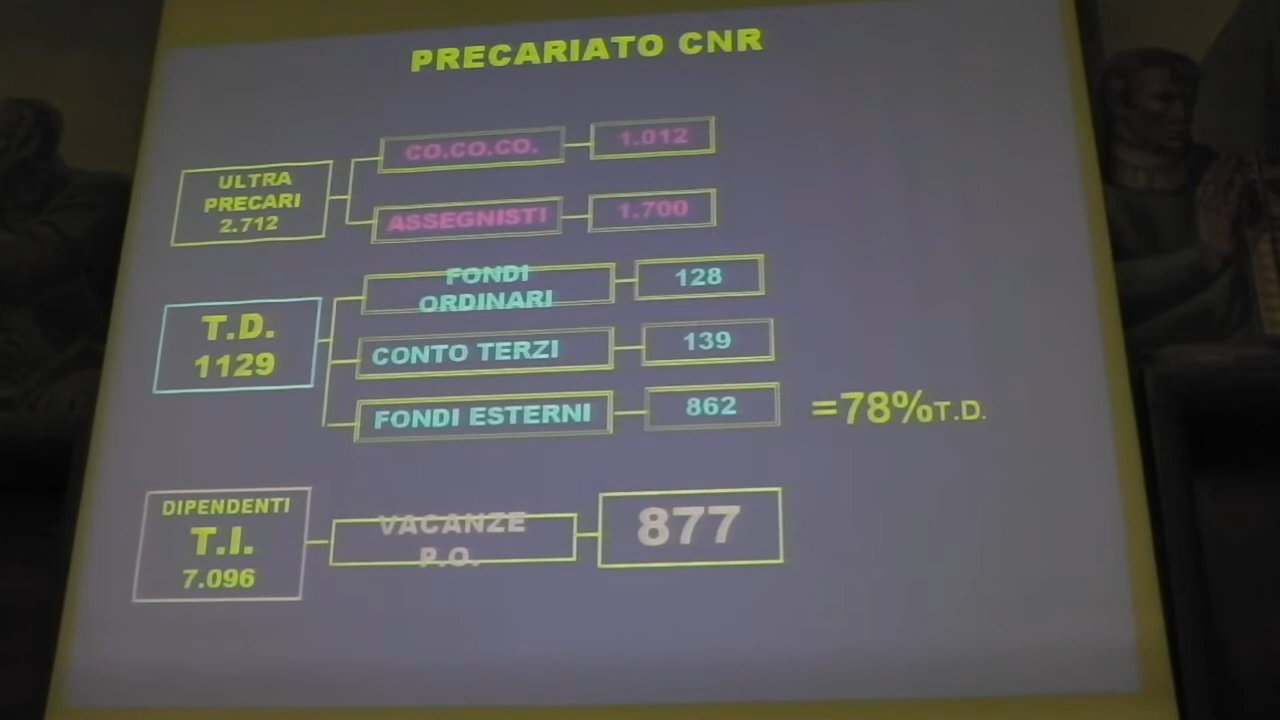 PRECARIATO CNR
ULTRA
PRECARI
2.712
CO.CO.CO.
1.012
ASSEGNISTI
1.700
T.D.
1129
FONDI
ORDINARI
128
CONTO TERZI
139
FONDI ESTERNI
862
=78%T.D.
DIPENDENTI
T.I.
7.096
VACANZE
P.O.
877